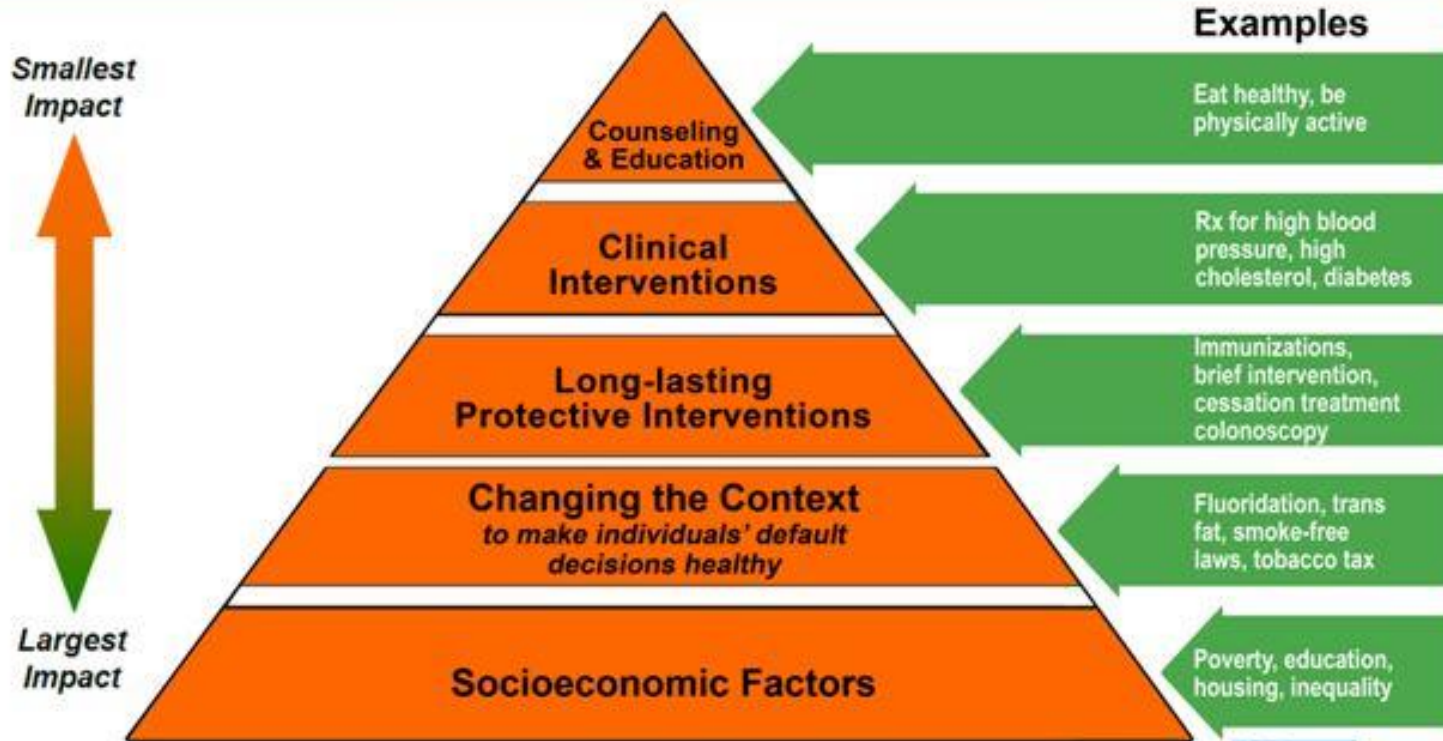 Examples
Smallest
Impact
Counseling
& Education
Eat healthy, be
physically active
Clinical
Interventions
Rx for high blood
pressure, high
cholesterol, diabetes
Long-lasting
Protective Interventions
Immunizations,
brief intervention,
cessation treatment
colonoscopy
Changing the Context
to make individuals' default
decisions healthy
Fluoridation, trans
fat, smoke-free
laws, tobacco tax
Largest
Impact
Socioeconomic Factors
Poverty, education,
housing, inequality